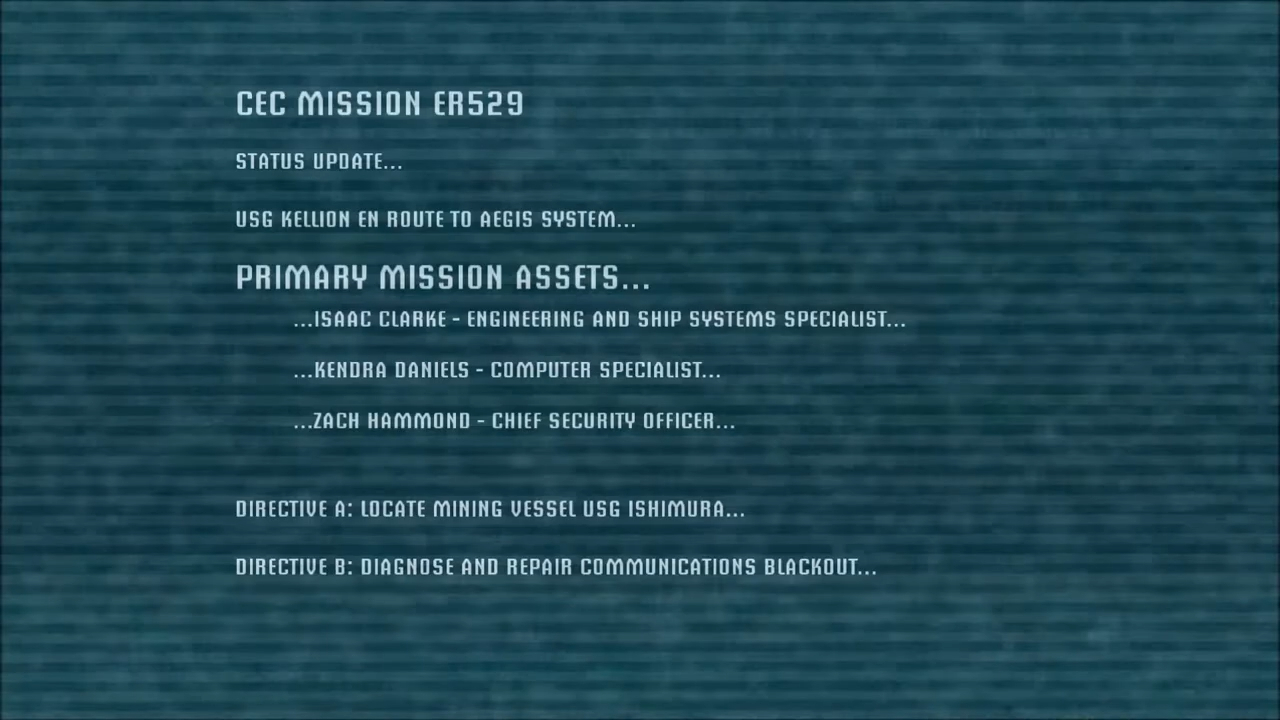 CEC MISSION ER529
STATUS UPDATE...
USG KELLION EN ROUTE TO AEGIS SYSTEM...
PRIMARY MISSION ASSETS...
...ISAAC CLARKE - ENGINEERING AND SHIP SYSTEMS SPECIALIST...
...KENDRA DANIELS - COMPUTER SPECIALIST...
...ZACH HAMMOND - CHIEF SECURITY OFFICER...
DIRECTIVE A: LOCATE MINING VESSEL USG ISHIMURA...
DIRECTIVE B: DIAGNOSE AND REPAIR COMMUNICATIONS BLACKOUT...